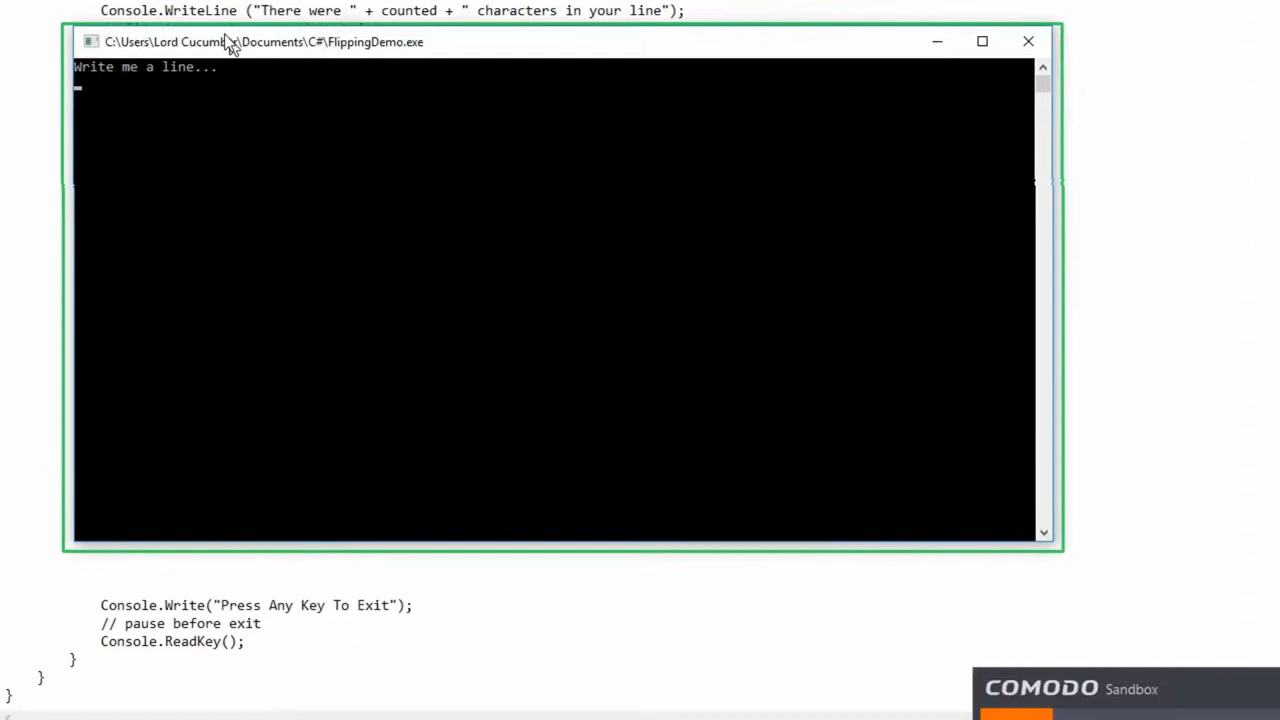 Console.WriteLine ("There were " + counted + " characters in your line");
C:\Users\Lord Cucumb\Documents\C#\FlippingDemo.exe
Write me a line...
Console.Write("Press Any Key To Exit");
// pause before exit
Console.ReadKey();
}
}
}
COMODO Sandbox